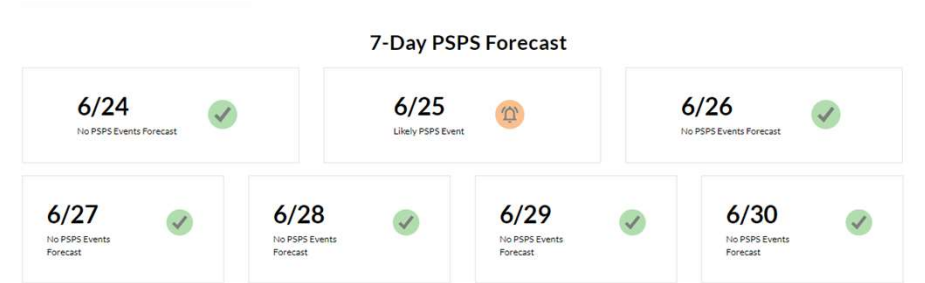 7-Day PSPS Forecast
6/24
No PSPS Events Forecast
6/25
Likely PSPS Event
6/26
No PSPS Events Forecast
6/27
No PSPS Events
Forecast
6/28
No PSPS Events
Forecast
6/29
No PSPS Events
Forecast
6/30
No PSPS Events
Forecast